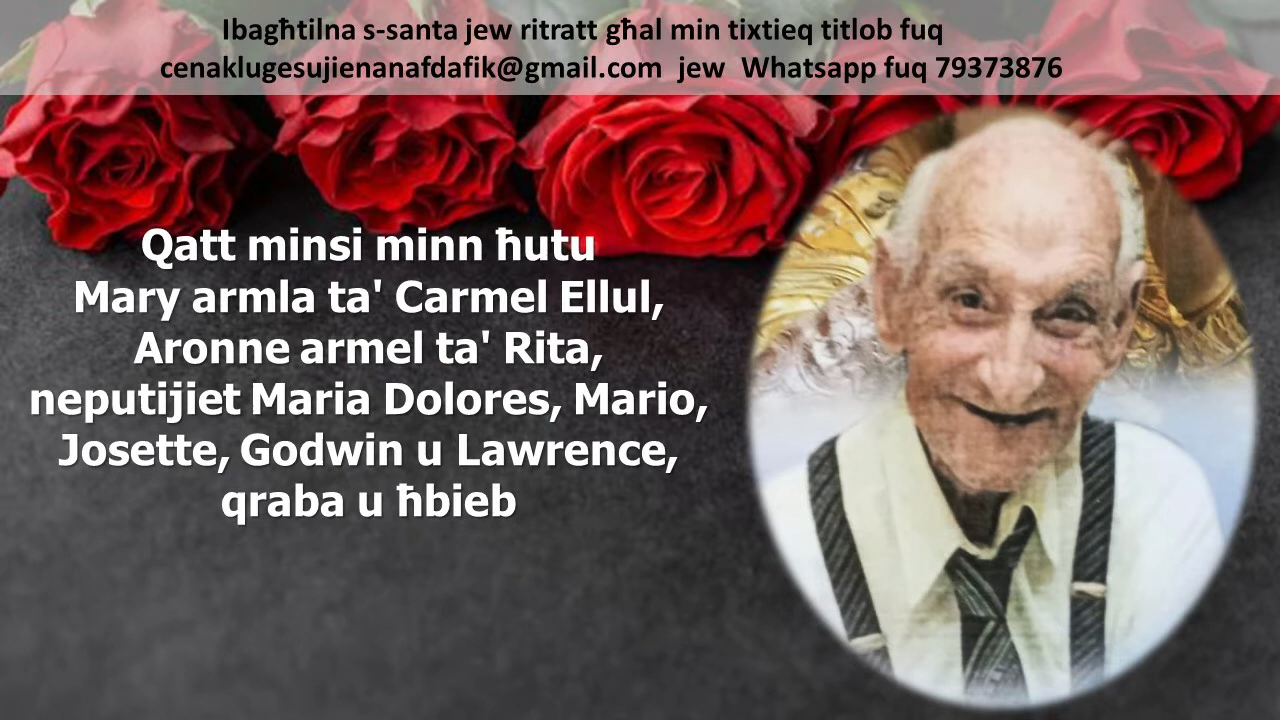 Ibagħtilna s-santa jew ritratt għal min tixtieq titlob fuq
cenaklugesujienanafdafik@gmail.com jew Whatsapp fuq 79373876
Qatt minsi minn ħutu
Mary armla ta' Carmel Ellul,
Aronne armel ta' Rita,
neputijiet Maria Dolores, Mario,
Josette, Godwin u Lawrence,
qraba u ħbieb